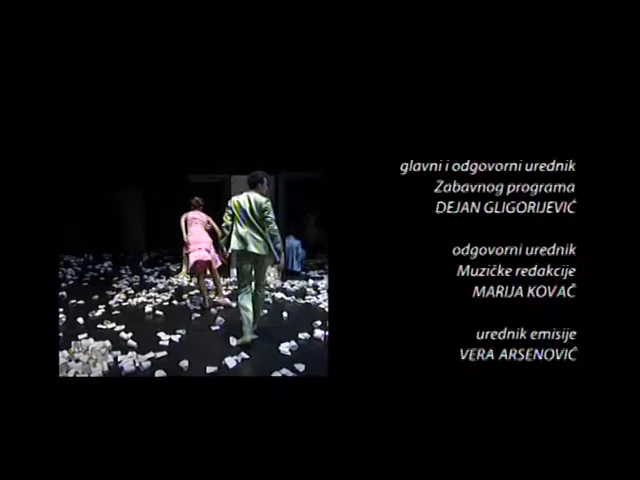 glavni i odgovorni urednik
Zabavnog programa
DEJAN GLIGORIJEVIĆ
odgovorni urednik
Muzičke redakcije
MARIJA KOVAČ
urednik emisije
VERA ARSENOVIĆ